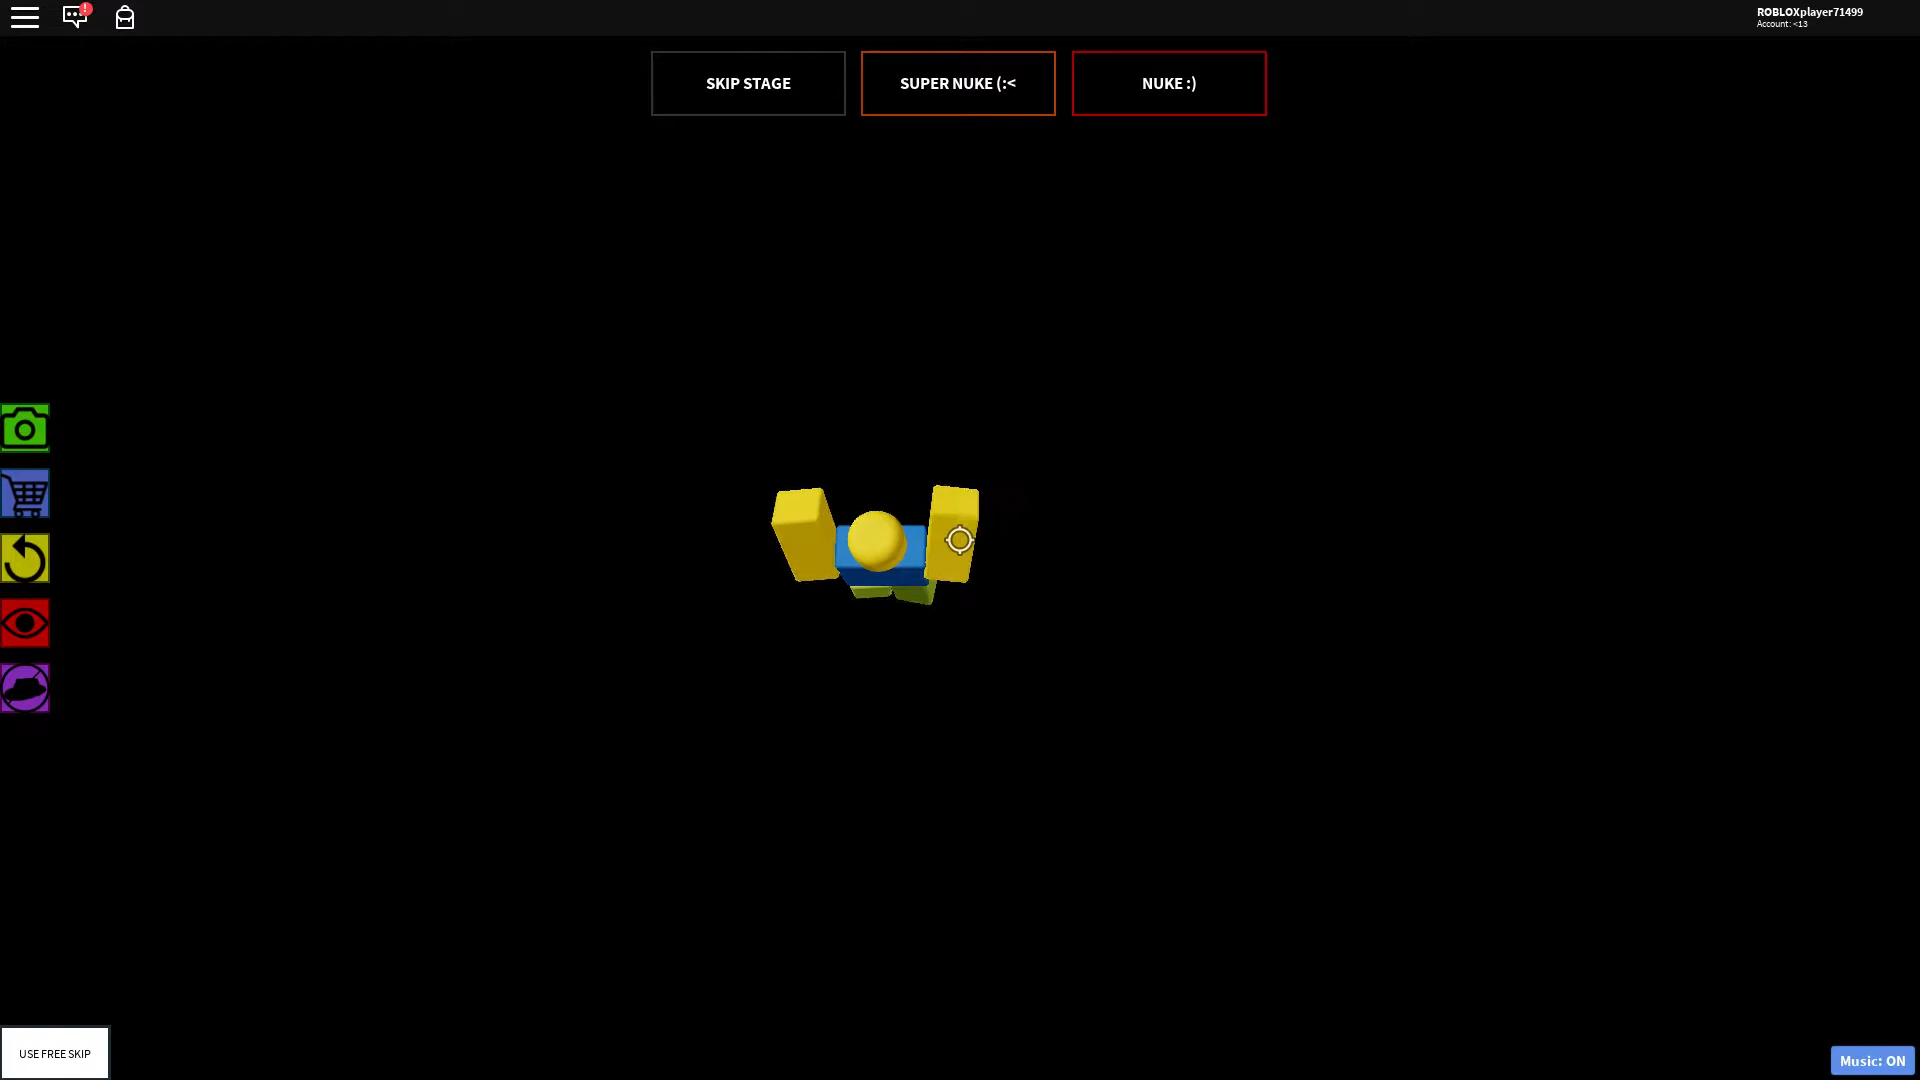 ROBLOXplayer71499
Account: <13
SKIP STAGE
SUPER NUKE (:<
NUKE :)
USE FREE SKIP
Music: ON